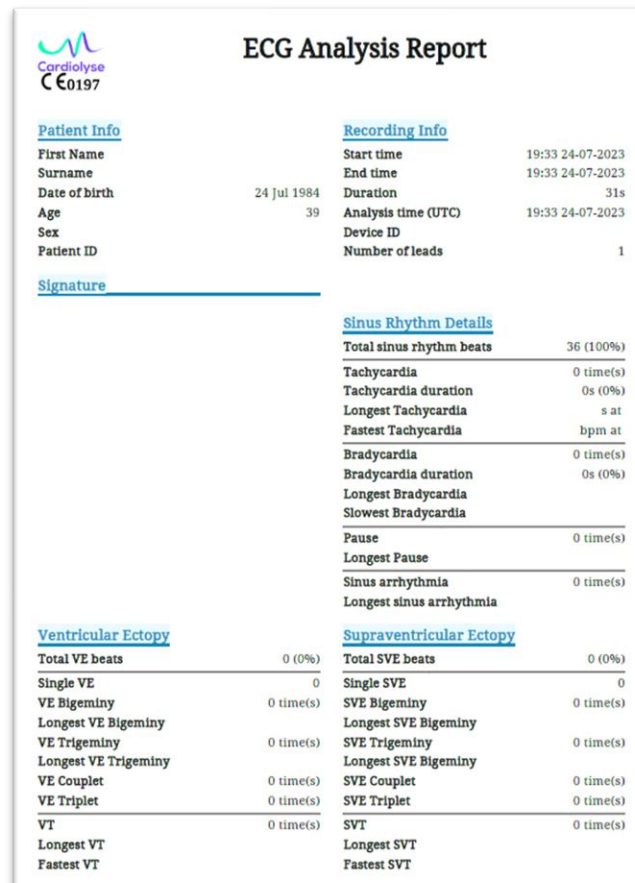 Cardiolyse
CE0197
ECG Analysis Report
Patient Info
First Name
Surname
Date of birth 24 Jul 1984
Age 39
Sex
Patient ID
Signature
Recording Info
Start time 19:33 24-07-2023
End time 19:33 24-07-2023
Duration 31s
Analysis time (UTC) 19:33 24-07-2023
Device ID
Number of leads 1
Sinus Rhythm Details
Total sinus rhythm beats 36 (100%)
Tachycardia 0 time(s)
Tachycardia duration 0s (0%)
Longest Tachycardia s at
Fastest Tachycardia bpm at
Bradycardia 0 time(s)
Bradycardia duration 0s (0%)
Longest Bradycardia
Slowest Bradycardia
Pause 0 time(s)
Longest Pause
Sinus arrhythmia 0 time(s)
Longest sinus arrhythmia
Ventricular Ectopy
Total VE beats 0 (0%)
Single VE 0
VE Bigeminy 0 time(s)
Longest VE Bigeminy
VE Trigeminy 0 time(s)
Longest VE Trigeminy
VE Couplet 0 time(s)
VE Triplet 0 time(s)
VT 0 time(s)
Longest VT
Fastest VT
Supraventricular Ectopy
Total SVE beats 0 (0%)
Single SVE 0
SVE Bigeminy 0 time(s)
Longest SVE Bigeminy
SVE Trigeminy 0 time(s)
Longest SVE Bigeminy
SVE Couplet 0 time(s)
SVE Triplet 0 time(s)
SVT 0 time(s)
Longest SVT
Fastest SVT